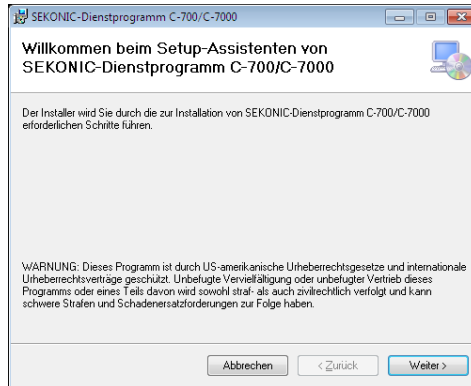 SEKONIC-Dienstprogramm C-700/C-7000
Willkommen beim Setup-Assistenten von
SEKONIC-Dienstprogramm C-700/C-7000
Der Installer wird Sie durch die zur Installation von SEKONIC-Dienstprogramm C-700/C-7000
erforderlichen Schritte führen.
WARNUNG: Dieses Programm ist durch US-amerikanische Urheberrechtsgesetze und internationale
Urheberrechtsverträge geschützt. Unbefugte Vervielfältigung oder unbefugter Vertrieb dieses
Programms oder eines Teils davon wird sowohl straf- als auch zivilrechtlich verfolgt und kann
schwere Strafen und Schadenersatzforderungen zur Folge haben.
Abbrechen < Zurück Weiter >